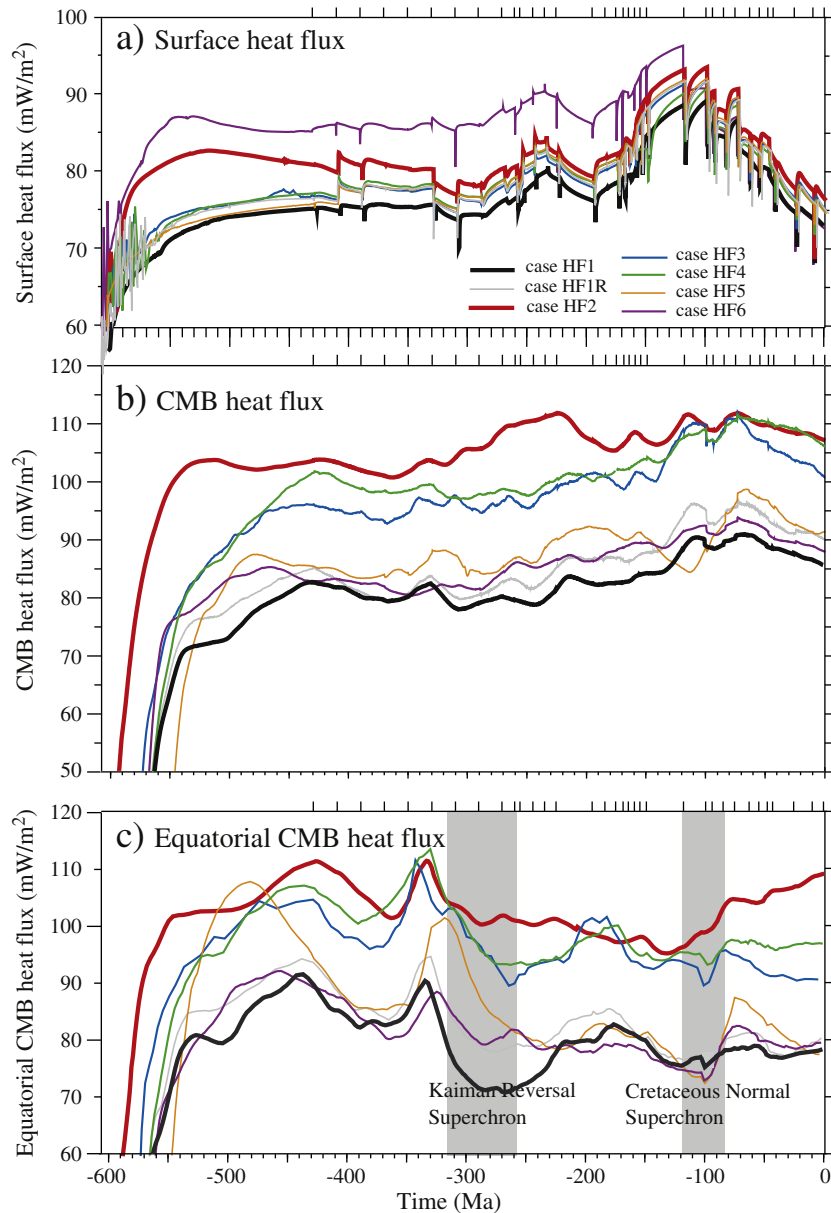 a) Surface heat flux
Surface heat flux (mW/m²)
100
90
80
70
60
case HF1
case HF1R
case HF2
case HF3
case HF4
case HF5
case HF6
b) CMB heat flux
CMB heat flux (mW/m²)
120
110
100
90
80
70
60
50
c) Equatorial CMB heat flux
Equatorial CMB heat flux (mW/m²)
120
110
100
90
80
70
60
Kaiman Reversal
Superchron
Cretaceous Normal
Superchron
-600
-500
-400
-300
-200
-100
0
Time (Ma)